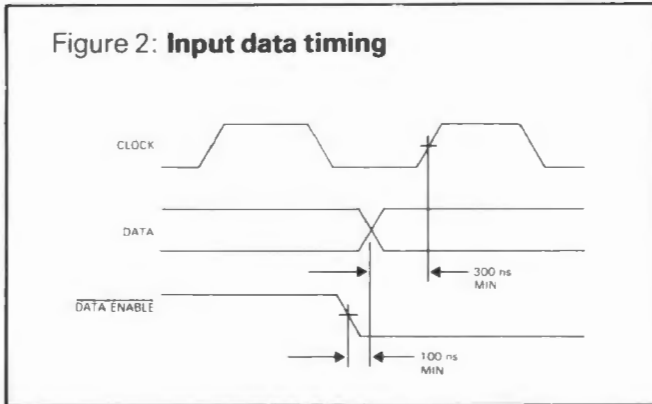 Figure 2: Input data timing
CLOCK
DATA
300 ns
MIN
DATA ENABLE
100 ns
MIN